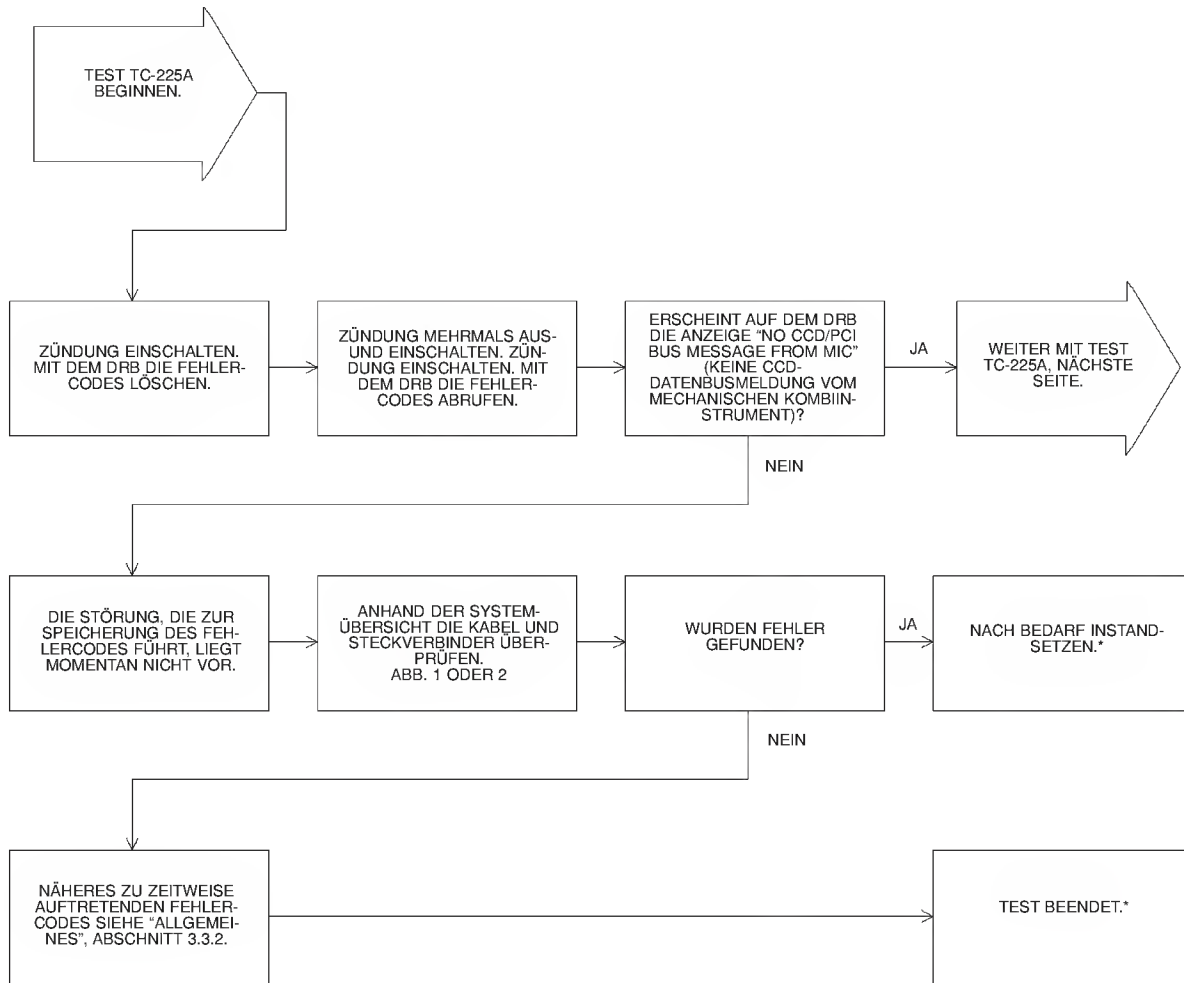 TEST TC-225A
BEGINNEN.
ZÜNDUNG EINSCHALTEN.
MIT DEM DRB DIE FEHLER-
CODES LÖSCHEN.
ZÜNDUNG MEHRMALS AUS-
UND EINSCHALTEN. ZÜN-
DUNG EINSCHALTEN. MIT
DEM DRB DIE FEHLER-
CODES ABRUFEN.
ERSCHEINT AUF DEM DRB
DIE ANZEIGE “NO CCD/PCI
BUS MESSAGE FROM MIC”
(KEINE CCD-
DATENBUSMELDUNG VOM
MECHANISCHEN KOMBIIN-
STRUMENT)?
JA
WEITER MIT TEST
TC-225A, NÄCHSTE
SEITE.
NEIN
DIE STÖRUNG, DIE ZUR
SPEICHERUNG DES FEH-
LERCODES FÜHRT, LIEGT
MOMENTAN NICHT VOR.
ANHAND DER SYSTEM-
ÜBERSICHT DIE KABEL UND
STECKVERBINDER ÜBER-
PRÜFEN.
ABB. 1 ODER 2
WURDEN FEHLER
GEFUNDEN?
JA
NACH BEDARF INSTAND-
SETZEN.*
NEIN
NÄHERES ZU ZEITWEISE
AUFTRETENDEN FEHLER-
CODES SIEHE “ALLGEMEI-
NES”, ABSCHNITT 3.3.2.
TEST BEENDET.*